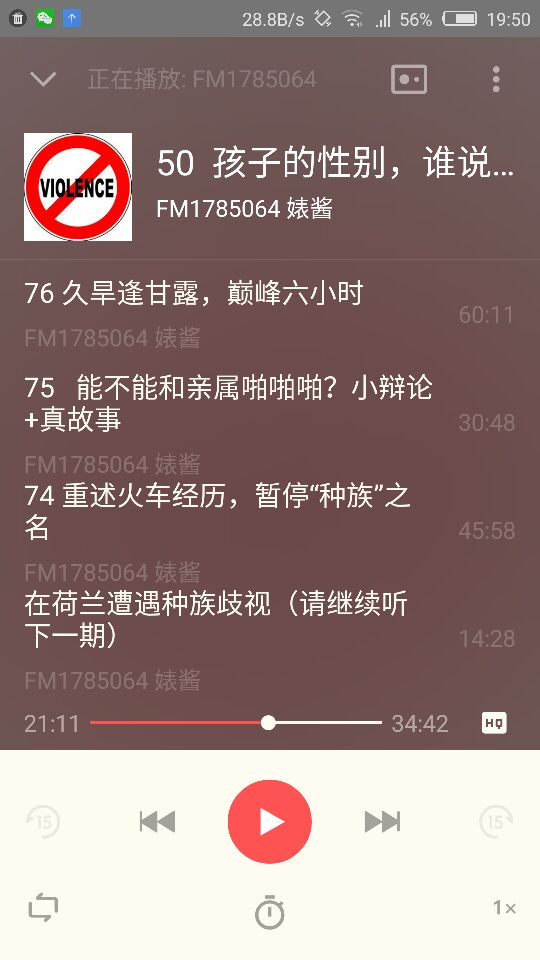 28.8B/s 56% 19:50
正在播放: FM1785064
VIOLENCE
50 孩子的性别，谁说...
FM1785064 婊酱
76 久旱逢甘露，巅峰六小时
60:11
FM1785064 婊酱
75 能不能和亲属啪啪啪？小辩论
+真故事
30:48
FM1785064 婊酱
74 重述火车经历，暂停“种族”之
名
45:58
FM1785064 婊酱
在荷兰遭遇种族歧视（请继续听
下一期）
14:28
FM1785064 婊酱
21:11 34:42 HQ
15 15
1×